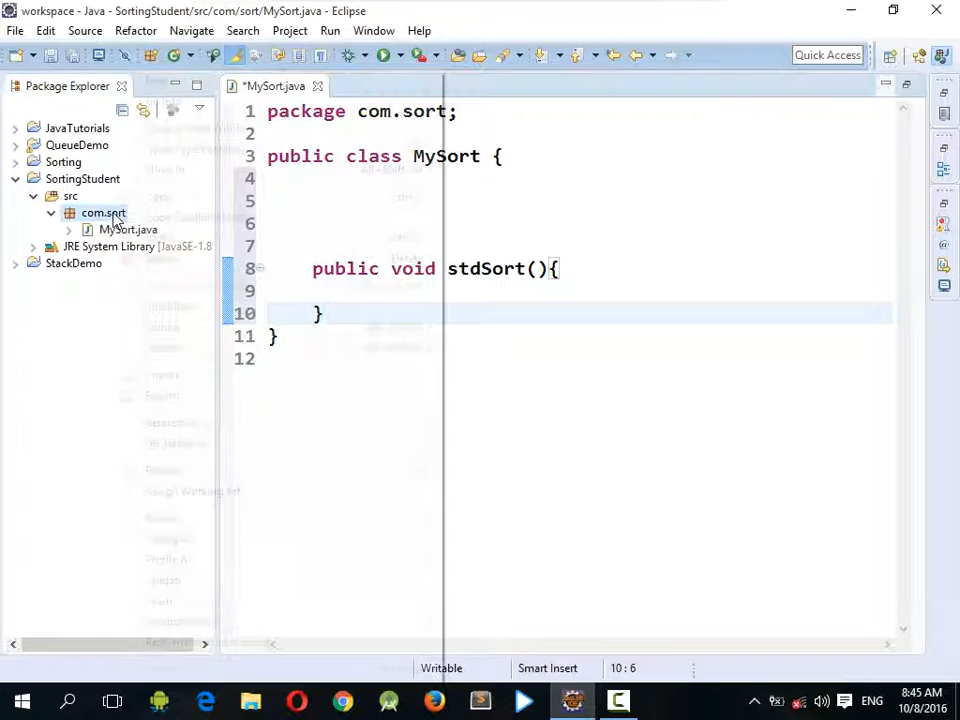 workspace - Java - SortingStudent/src/com/sort/MySort.java - Eclipse
File Edit Source Refactor Navigate Search Project Run Window Help
Quick Access
Package Explorer
*MySort.java
JavaTutorials
QueueDemo
Sorting
SortingStudent
src
com.sort
MySort.java
JRE System Library [JavaSE-1.8
StackDemo
1 package com.sort;
2
3 public class MySort {
4
5
6
7
8 public void stdSort(){
9
10 }
11 }
12
Writable Smart Insert 10 : 6
ENG
8:45 AM
10/8/2016